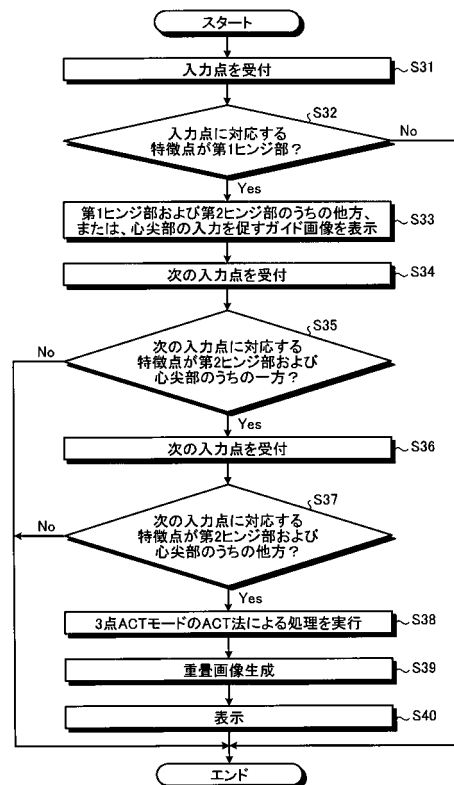 スタート
入力点を受付
S31
S32
入力点に対応する
特徴点が第1ヒンジ部?
No
Yes
第1ヒンジ部および第2ヒンジ部のうちの他方、
または、心尖部の入力を促すガイド画像を表示
S33
次の入力点を受付
S34
S35
次の入力点に対応する
特徴点が第2ヒンジ部および
心尖部のうちの一方?
No
Yes
次の入力点を受付
S36
S37
次の入力点に対応する
特徴点が第2ヒンジ部および
心尖部のうちの他方?
No
Yes
3点ACTモードのACT法による処理を実行
S38
重畳画像生成
S39
表示
S40
エンド